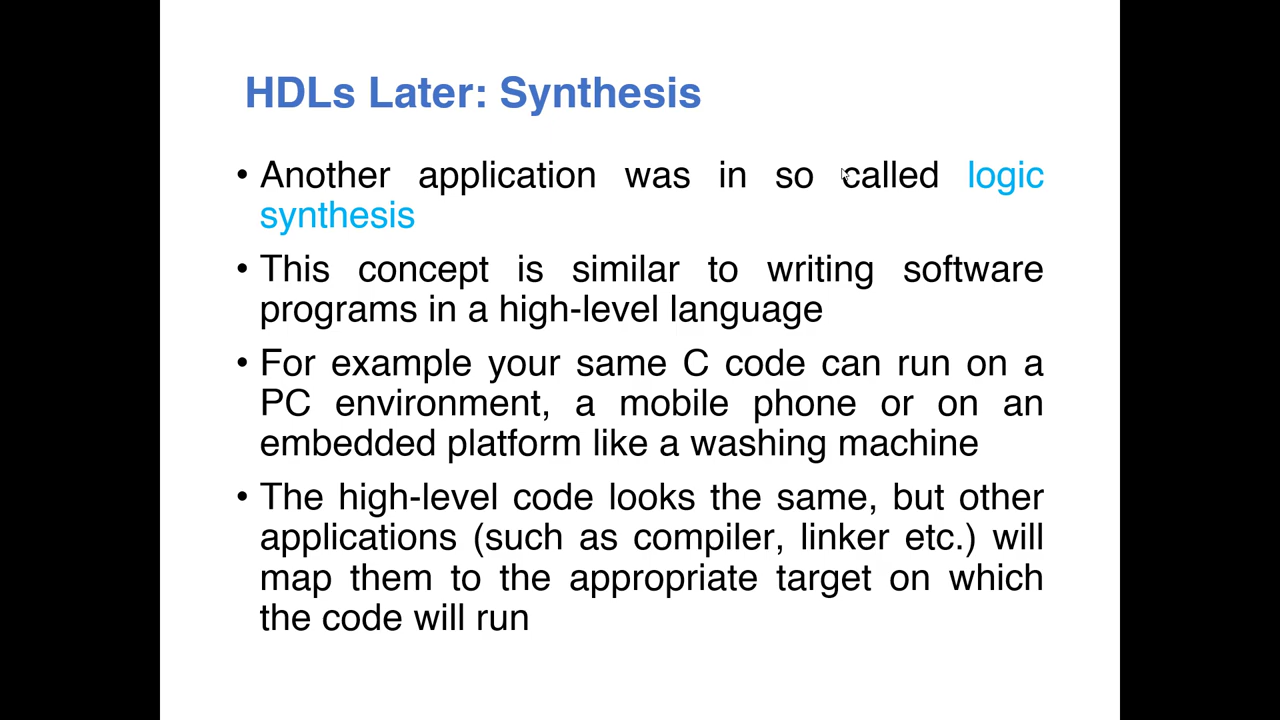 HDLs Later: Synthesis
• Another application was in so called logic
synthesis
• This concept is similar to writing software
programs in a high-level language
• For example your same C code can run on a
PC environment, a mobile phone or on an
embedded platform like a washing machine
• The high-level code looks the same, but other
applications (such as compiler, linker etc.) will
map them to the appropriate target on which
the code will run